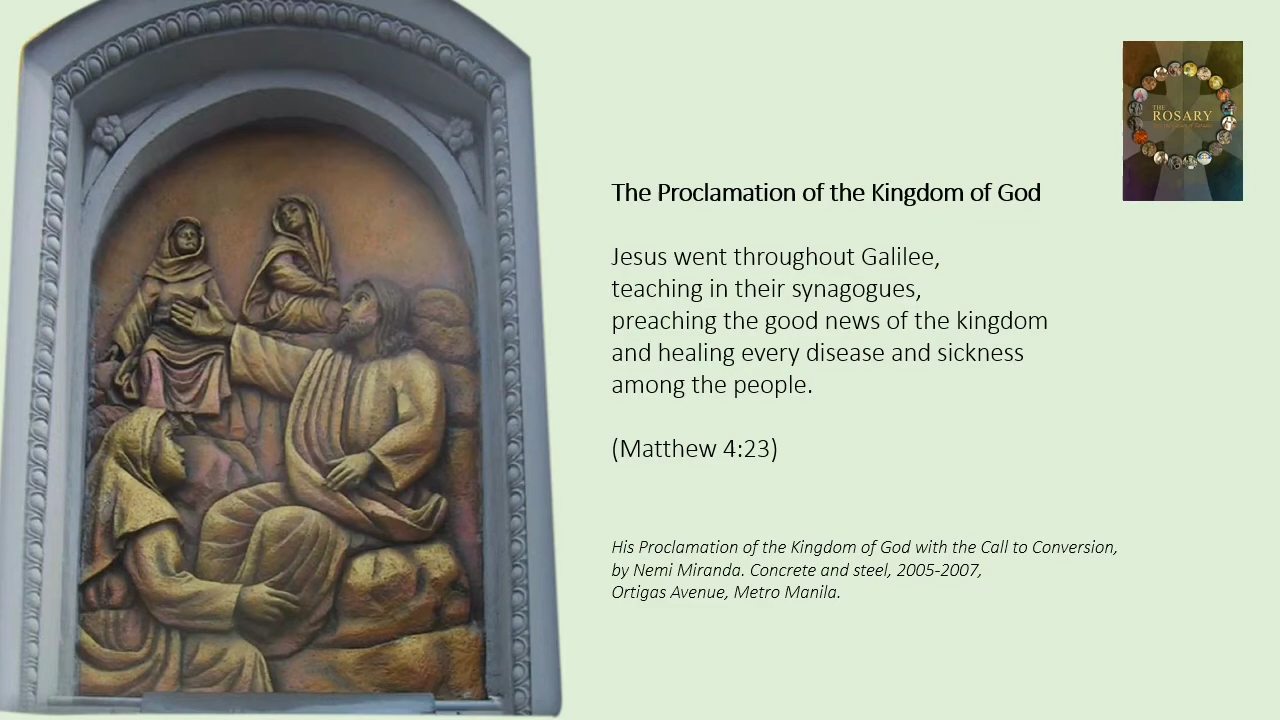 THE
ROSARY
The Proclamation of the Kingdom of God
Jesus went throughout Galilee,
teaching in their synagogues,
preaching the good news of the kingdom
and healing every disease and sickness
among the people.
(Matthew 4:23)
His Proclamation of the Kingdom of God with the Call to Conversion,
by Nemi Miranda. Concrete and steel, 2005-2007,
Ortigas Avenue, Metro Manila.